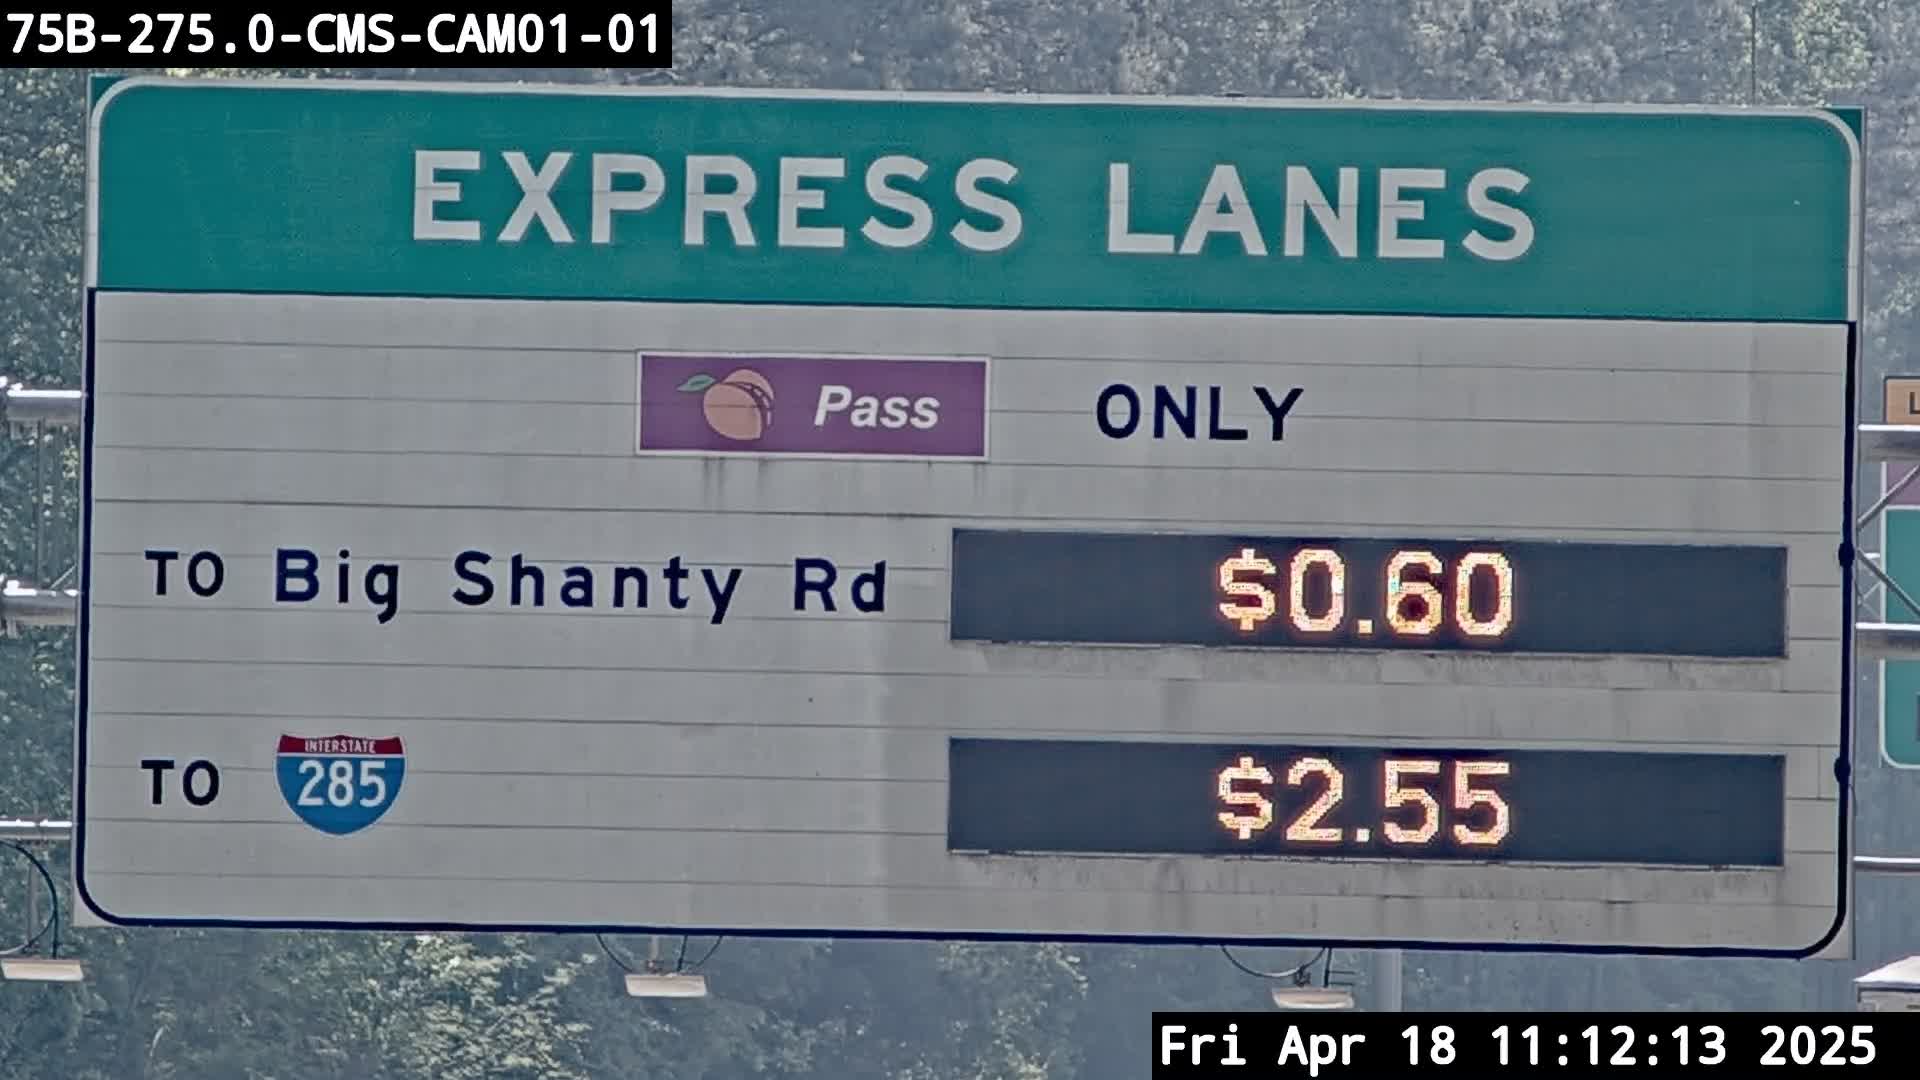 75B-275.0-CMS-CAM01-01
EXPRESS LANES
Pass ONLY
TO Big Shanty Rd $0.60
TO INTERSTATE 285 $2.55
Fri Apr 18 11:12:13 2025